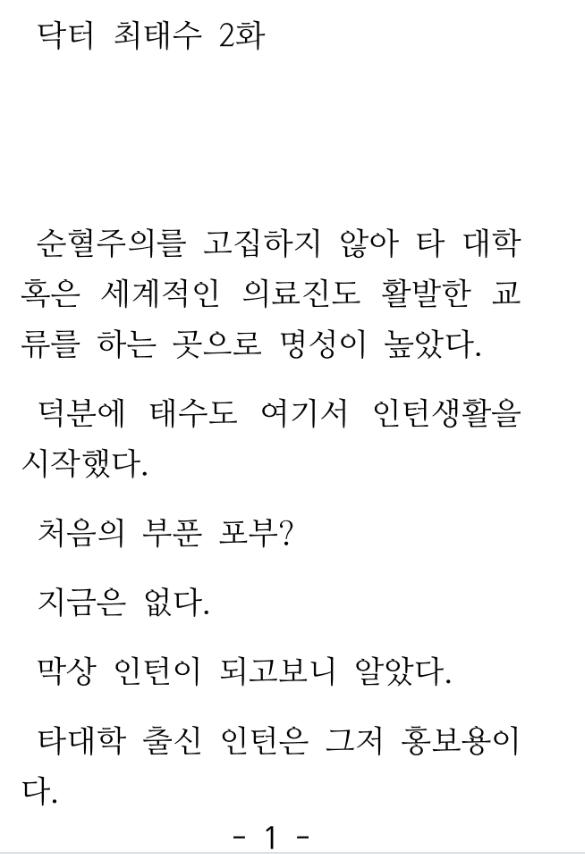 닥터 최태수 2화
순혈주의를 고집하지 않아 타 대학
혹은 세계적인 의료진도 활발한 교
류를 하는 곳으로 명성이 높았다.
덕분에 태수도 여기서 인턴생활을
시작했다.
처음의 부푼 포부?
지금은 없다.
막상 인턴이 되고보니 알았다.
타대학 출신 인턴은 그저 홍보용이
다.
- 1 -